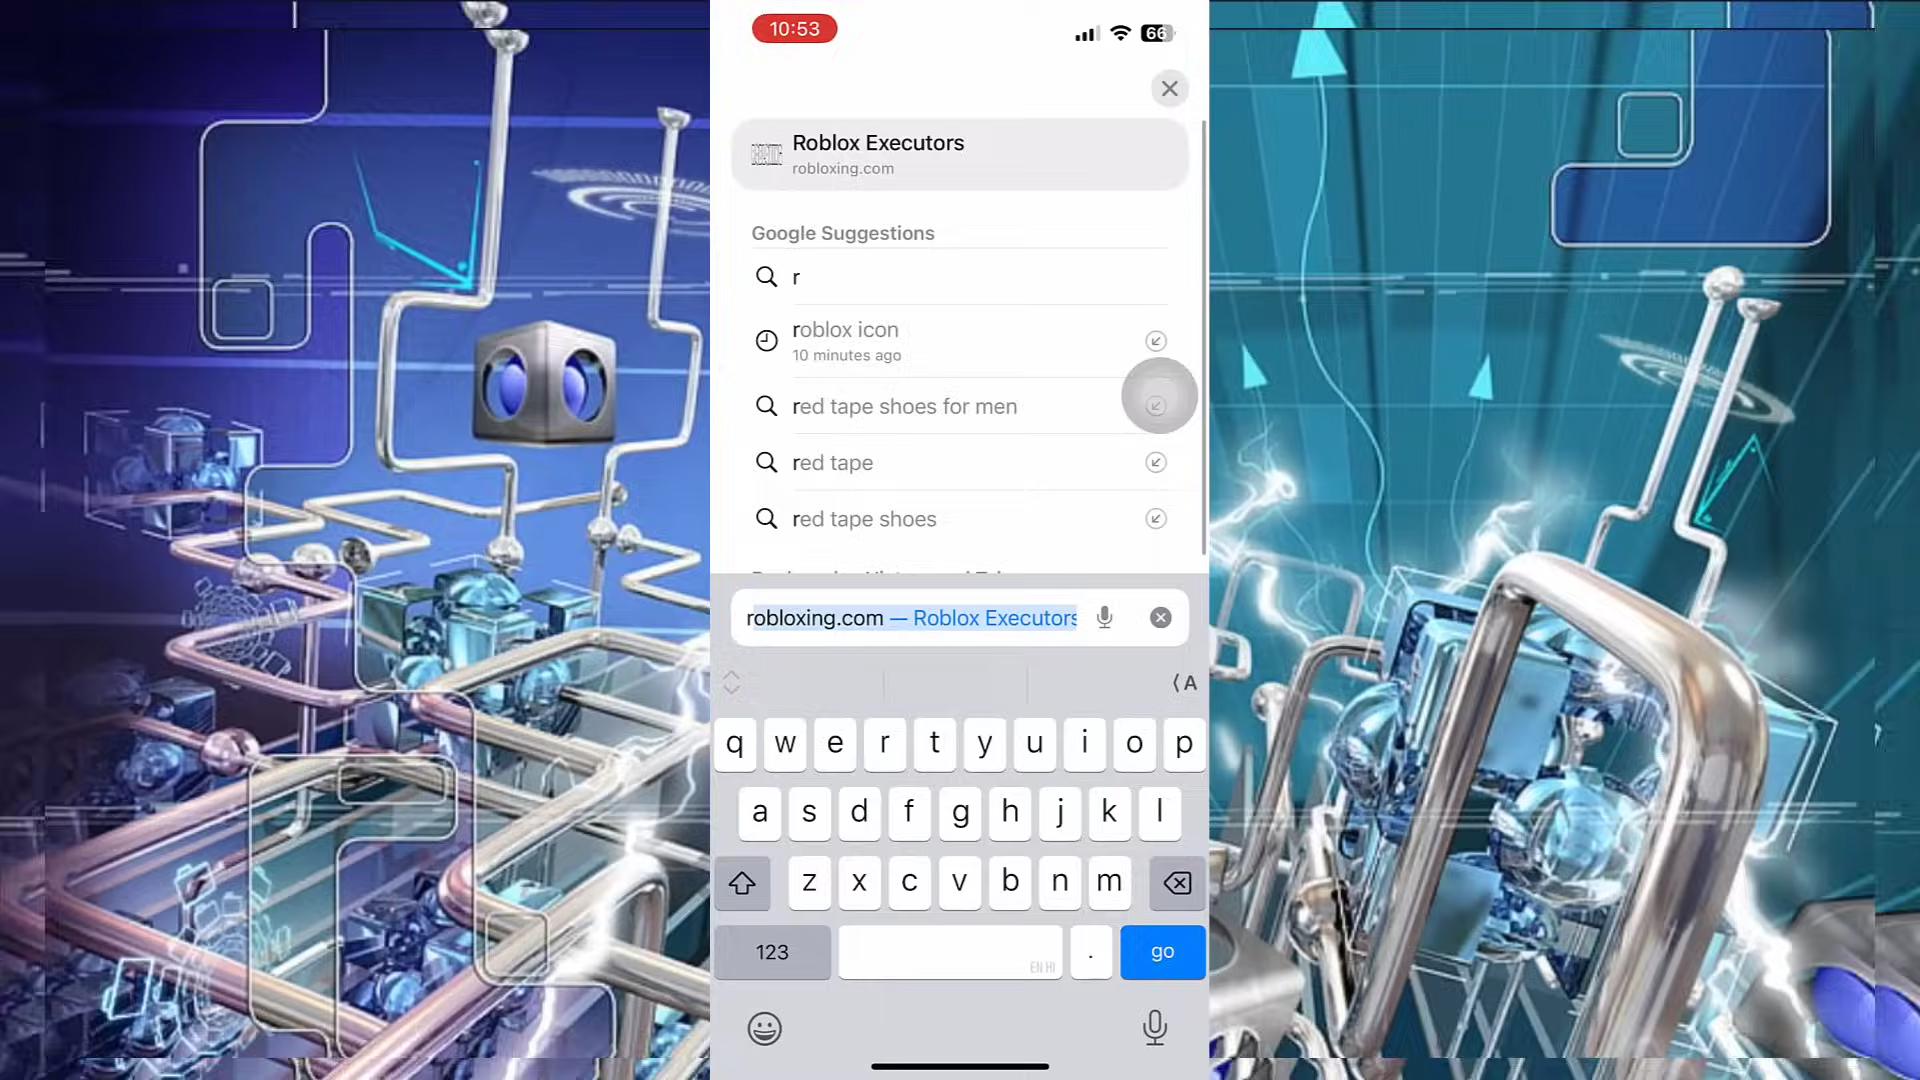 10:53
66
Roblox Executors
robloxing.com
Google Suggestions
r
roblox icon
10 minutes ago
red tape shoes for men
red tape
red tape shoes
robloxing.com — Roblox Executors
A
q w e r t y u i o p
a s d f g h j k l
z x c v b n m
123
EN HI
.
go